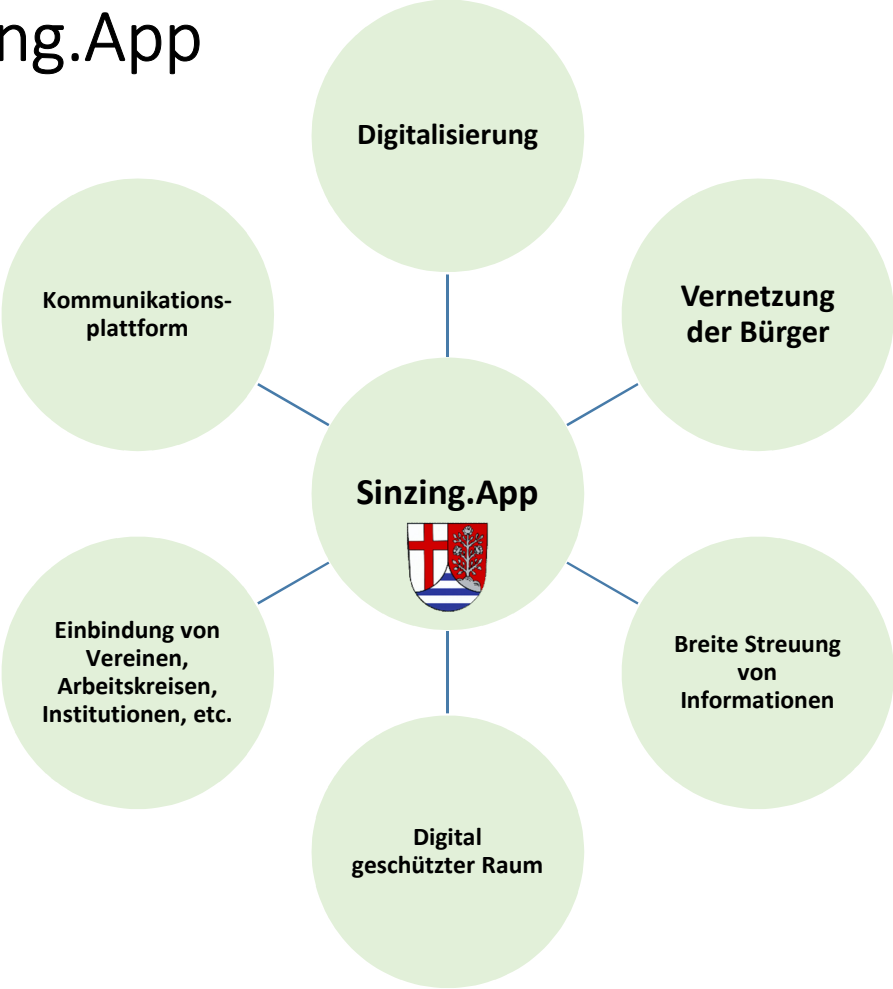 ng.App
Digitalisierung
Kommunikations-
plattform
Vernetzung
der Bürger
Sinzing.App
Einbindung von
Vereinen,
Arbeitskreisen,
Institutionen, etc.
Breite Streuung
von
Informationen
Digital
geschützter Raum